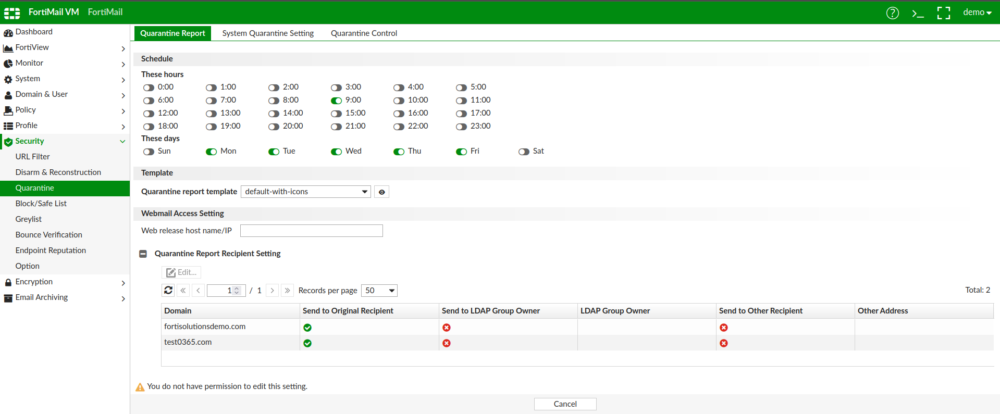 FortiMail VM FortiMail
demo
Dashboard
FortiView
Monitor
System
Domain & User
Policy
Profile
Security
URL Filter
Disarm & Reconstruction
Quarantine
Block/Safe List
Greylist
Bounce Verification
Endpoint Reputation
Option
Encryption
Email Archiving
Quarantine Report System Quarantine Setting Quarantine Control
Schedule
These hours
0:00 1:00 2:00 3:00 4:00 5:00
6:00 7:00 8:00 9:00 10:00 11:00
12:00 13:00 14:00 15:00 16:00 17:00
18:00 19:00 20:00 21:00 22:00 23:00
These days
Sun Mon Tue Wed Thu Fri Sat
Template
Quarantine report template default-with-icons
Webmail Access Setting
Web release host name/IP
Quarantine Report Recipient Setting
Edit...
1 / 1 Records per page 50 Total: 2
Domain Send to Original Recipient Send to LDAP Group Owner LDAP Group Owner Send to Other Recipient Other Address
fortisolutionsdemo.com
test0365.com
You do not have permission to edit this setting.
Cancel